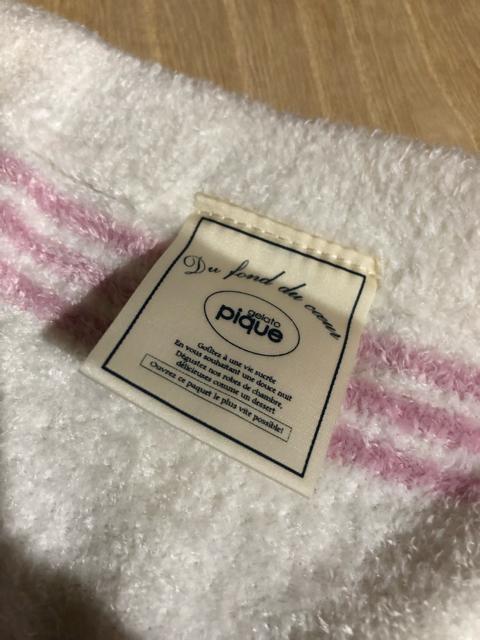 Du fond du cœur
gelato
pique
Goûtez à une vie sucrée
En vous souhaitant une douce nuit
Dégustez nos robes de chambre,
délicieuses comme un dessert
Ouvrez ce paquet le plus vite possible!